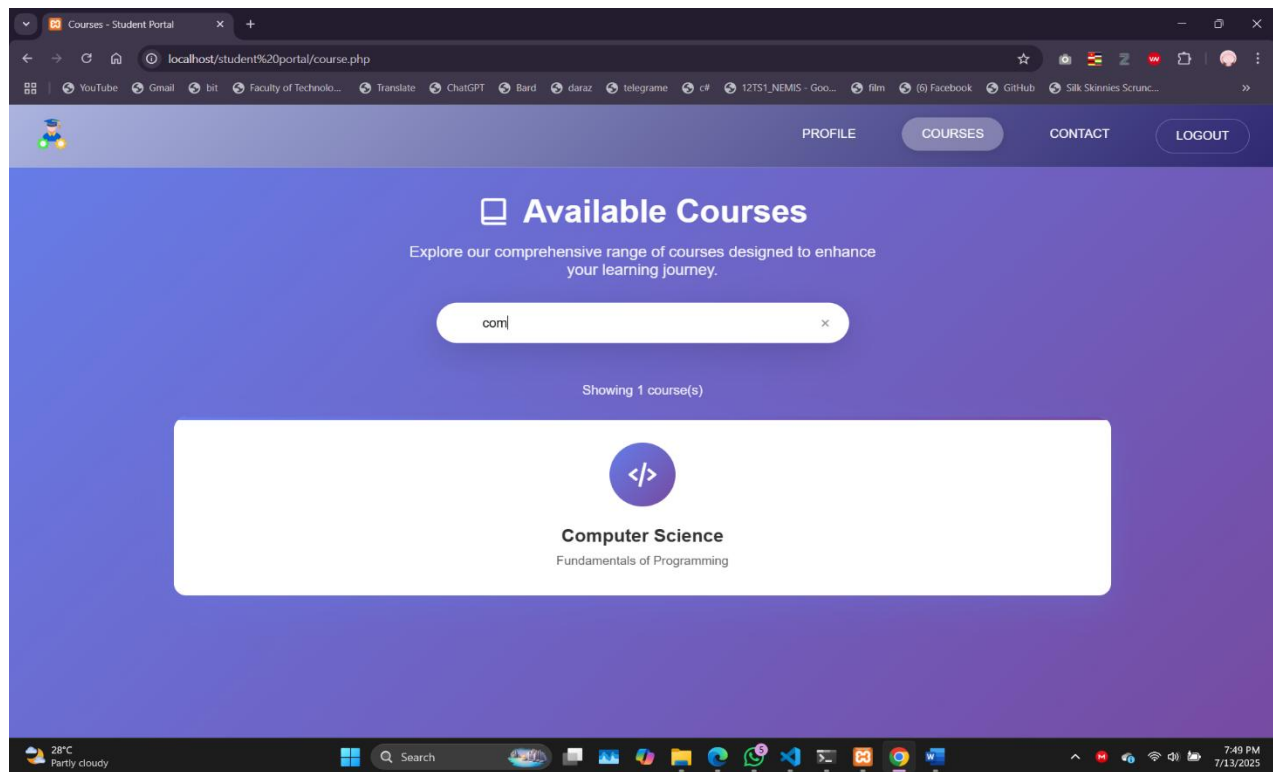 Courses - Student Portal
localhost/student%20portal/course.php
YouTube Gmail bit Faculty of Technolo... Translate ChatGPT Bard daraz telegrame c# 12TS1_NEMIS - Goo... film (6) Facebook GitHub Silk Skinnies Scrunc... »
PROFILE COURSES CONTACT LOGOUT
Available Courses
Explore our comprehensive range of courses designed to enhance
your learning journey.
com
Showing 1 course(s)
</>
Computer Science
Fundamentals of Programming
28°C
Partly cloudy
Search
5
7:49 PM
7/13/2025